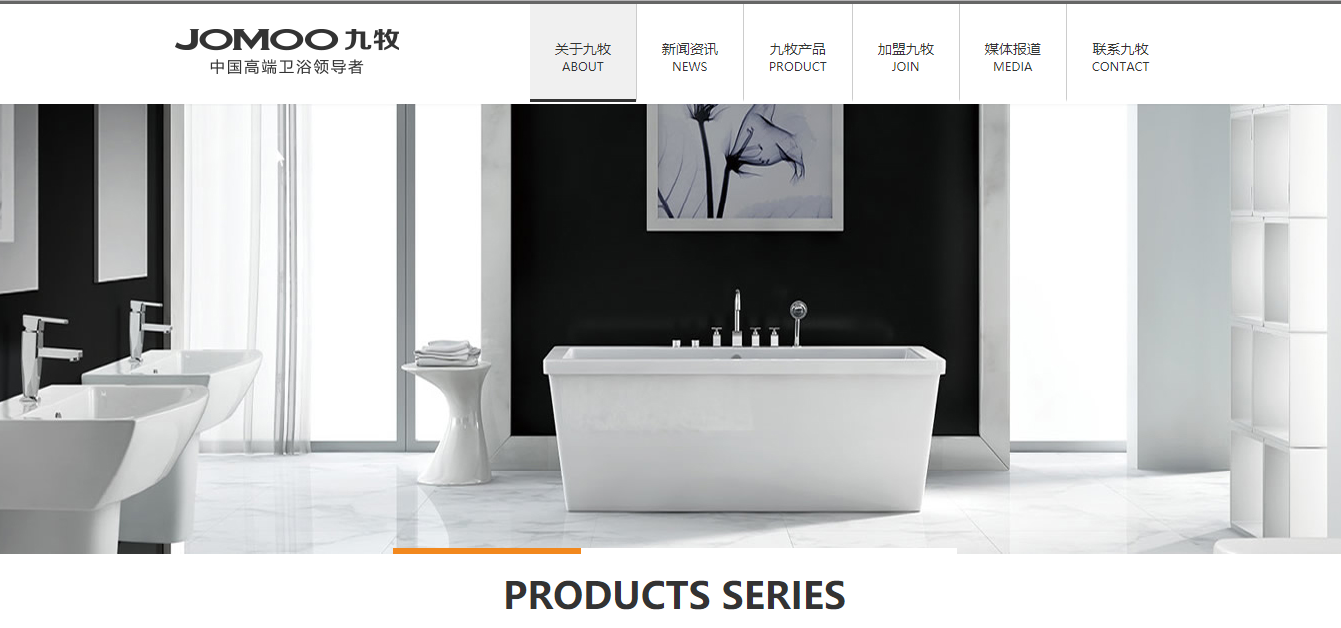 JOMOO 九牧
中国高端卫浴领导者
关于九牧
ABOUT
新闻资讯
NEWS
九牧产品
PRODUCT
加盟九牧
JOIN
媒体报道
MEDIA
联系九牧
CONTACT
PRODUCTS SERIES